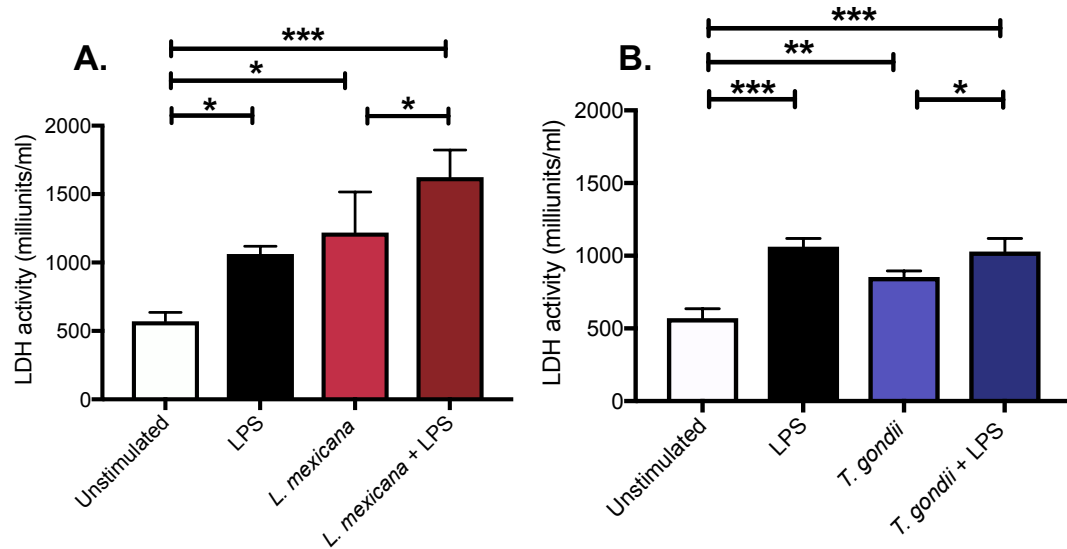 A.
***
*
*
*
LDH activity (milliunits/ml)
2000
1500
1000
500
0
Unstimulated
LPS
L. mexicana
L. mexicana + LPS
B.
***
**
***
*
LDH activity (milliunits/ml)
2000
1500
1000
500
0
Unstimulated
LPS
T. gondii
T. gondii + LPS